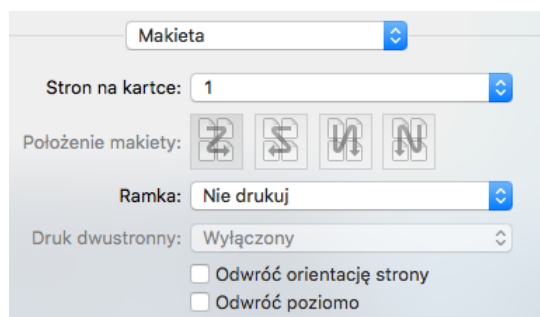 Makieta
Stron na kartce: 1
Położenie makiety:
Ramka: Nie drukuj
Druk dwustronny: Wyłączony
Odwróć orientację strony
Odwróć poziomo